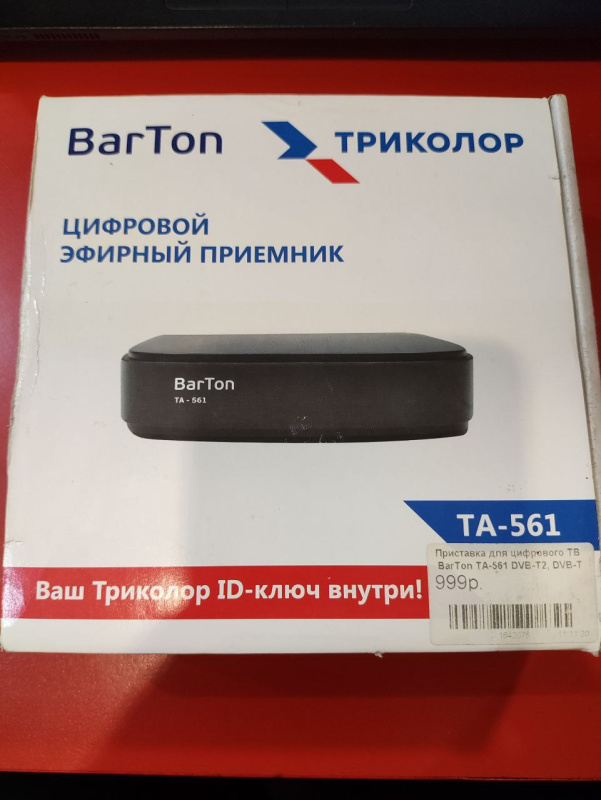 BarTon
ТРИКОЛОР
ЦИФРОВОЙ
ЭФИРНЫЙ ПРИЕМНИК
BarTon
TA - 561
TA-561
Приставка для цифрового ТВ
BarTon TA-561 DVB-T2, DVB-T
999р.
Ваш Триколор ID-ключ внутри!